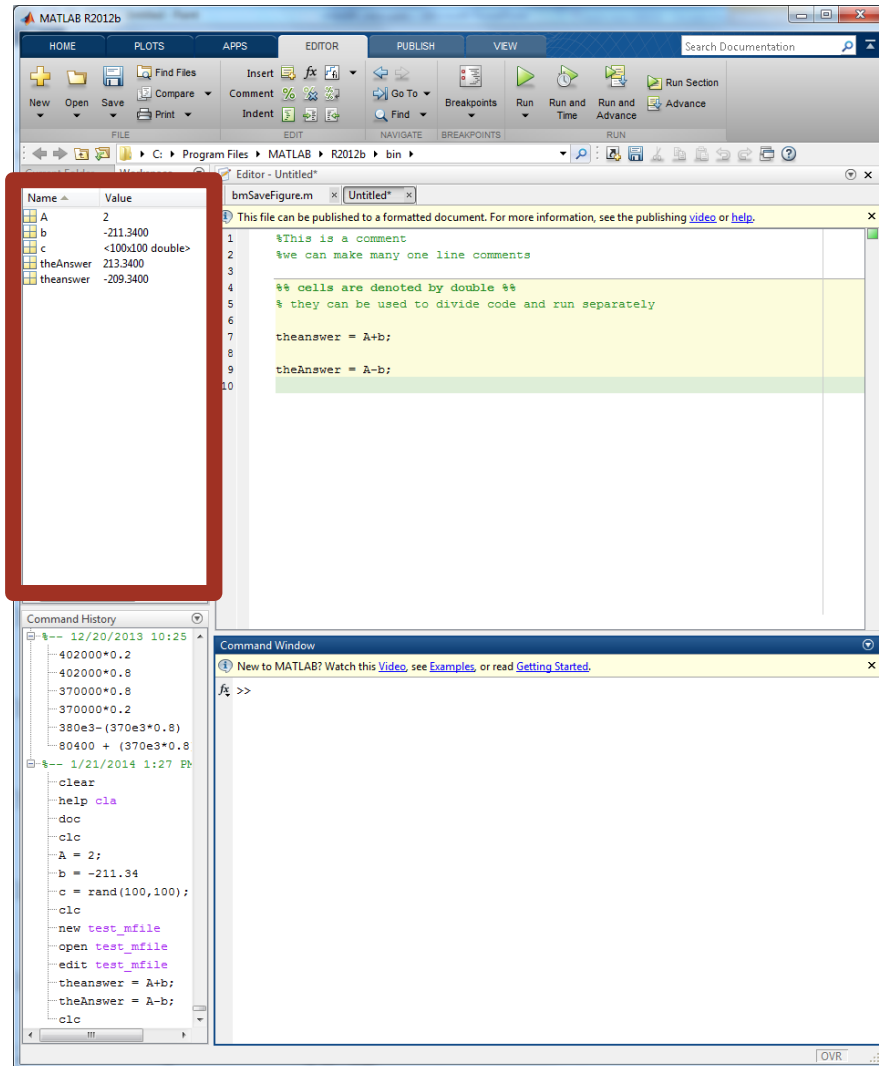 MATLAB R2012b
HOME PLOTS APPS EDITOR PUBLISH VIEW Search Documentation
New Open Save Find Files Compare Print
Insert fx Comment Indent
Go To Find
Breakpoints Run Run and Time Run and Advance Run Section Advance
FILE EDIT NAVIGATE BREAKPOINTS RUN
C: Program Files MATLAB R2012b bin
Editor - Untitled*
bmSaveFigure.m × Untitled* ×
This file can be published to a formatted document. For more information, see the publishing video or help.
Name Value
A 2
b -211.3400
c <100x100 double>
theAnswer 213.3400
theanswer -209.3400
1 %This is a comment
2 %we can make many one line comments
3
4 %% cells are denoted by double %%
5 % they can be used to divide code and run separately
6
7 theanswer = A+b;
8
9 theAnswer = A-b;
10
Command History
%-- 12/20/2013 10:25
402000*0.2
402000*0.8
370000*0.8
370000*0.2
380e3-(370e3*0.8)
80400 + (370e3*0.8
%-- 1/21/2014 1:27 PM
clear
help cla
doc
clc
A = 2;
b = -211.34
c = rand(100,100);
clc
new test_mfile
open test_mfile
edit test_mfile
theanswer = A+b;
theAnswer = A-b;
clc
Command Window
New to MATLAB? Watch this Video, see Examples, or read Getting Started.
fx >>
OVR